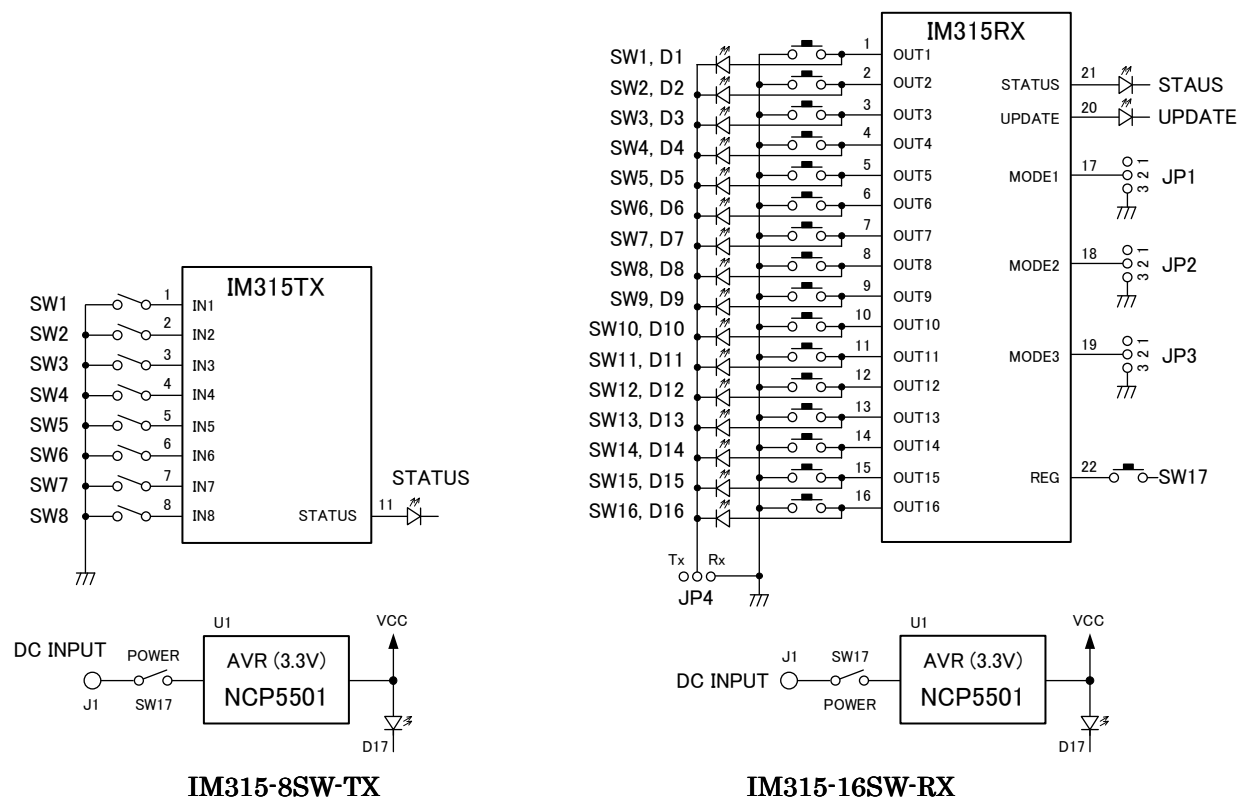 IM315TX
SW1 1 IN1
SW2 2 IN2
SW3 3 IN3
SW4 4 IN4
SW5 5 IN5
SW6 6 IN6
SW7 7 IN7
SW8 8 IN8
STATUS 11
STATUS
U1
VCC
DC INPUT
POWER
AVR (3.3V)
NCP5501
J1
SW17
D17
IM315-8SW-TX
IM315RX
SW1, D1 1 OUT1
SW2, D2 2 OUT2
SW3, D3 3 OUT3
SW4, D4 4 OUT4
SW5, D5 5 OUT5
SW6, D6 6 OUT6
SW7, D7 7 OUT7
SW8, D8 8 OUT8
SW9, D9 9 OUT9
SW10, D10 10 OUT10
SW11, D11 11 OUT11
SW12, D12 12 OUT12
SW13, D13 13 OUT13
SW14, D14 14 OUT14
SW15, D15 15 OUT15
SW16, D16 16 OUT16
STATUS 21 STAUS
UPDATE 20 UPDATE
MODE1 17 3 2 1 JP1
MODE2 18 3 2 1 JP2
MODE3 19 3 2 1 JP3
REG 22 SW17
Tx Rx
JP4
U1
VCC
J1
SW17
DC INPUT
POWER
AVR (3.3V)
NCP5501
D17
IM315-16SW-RX